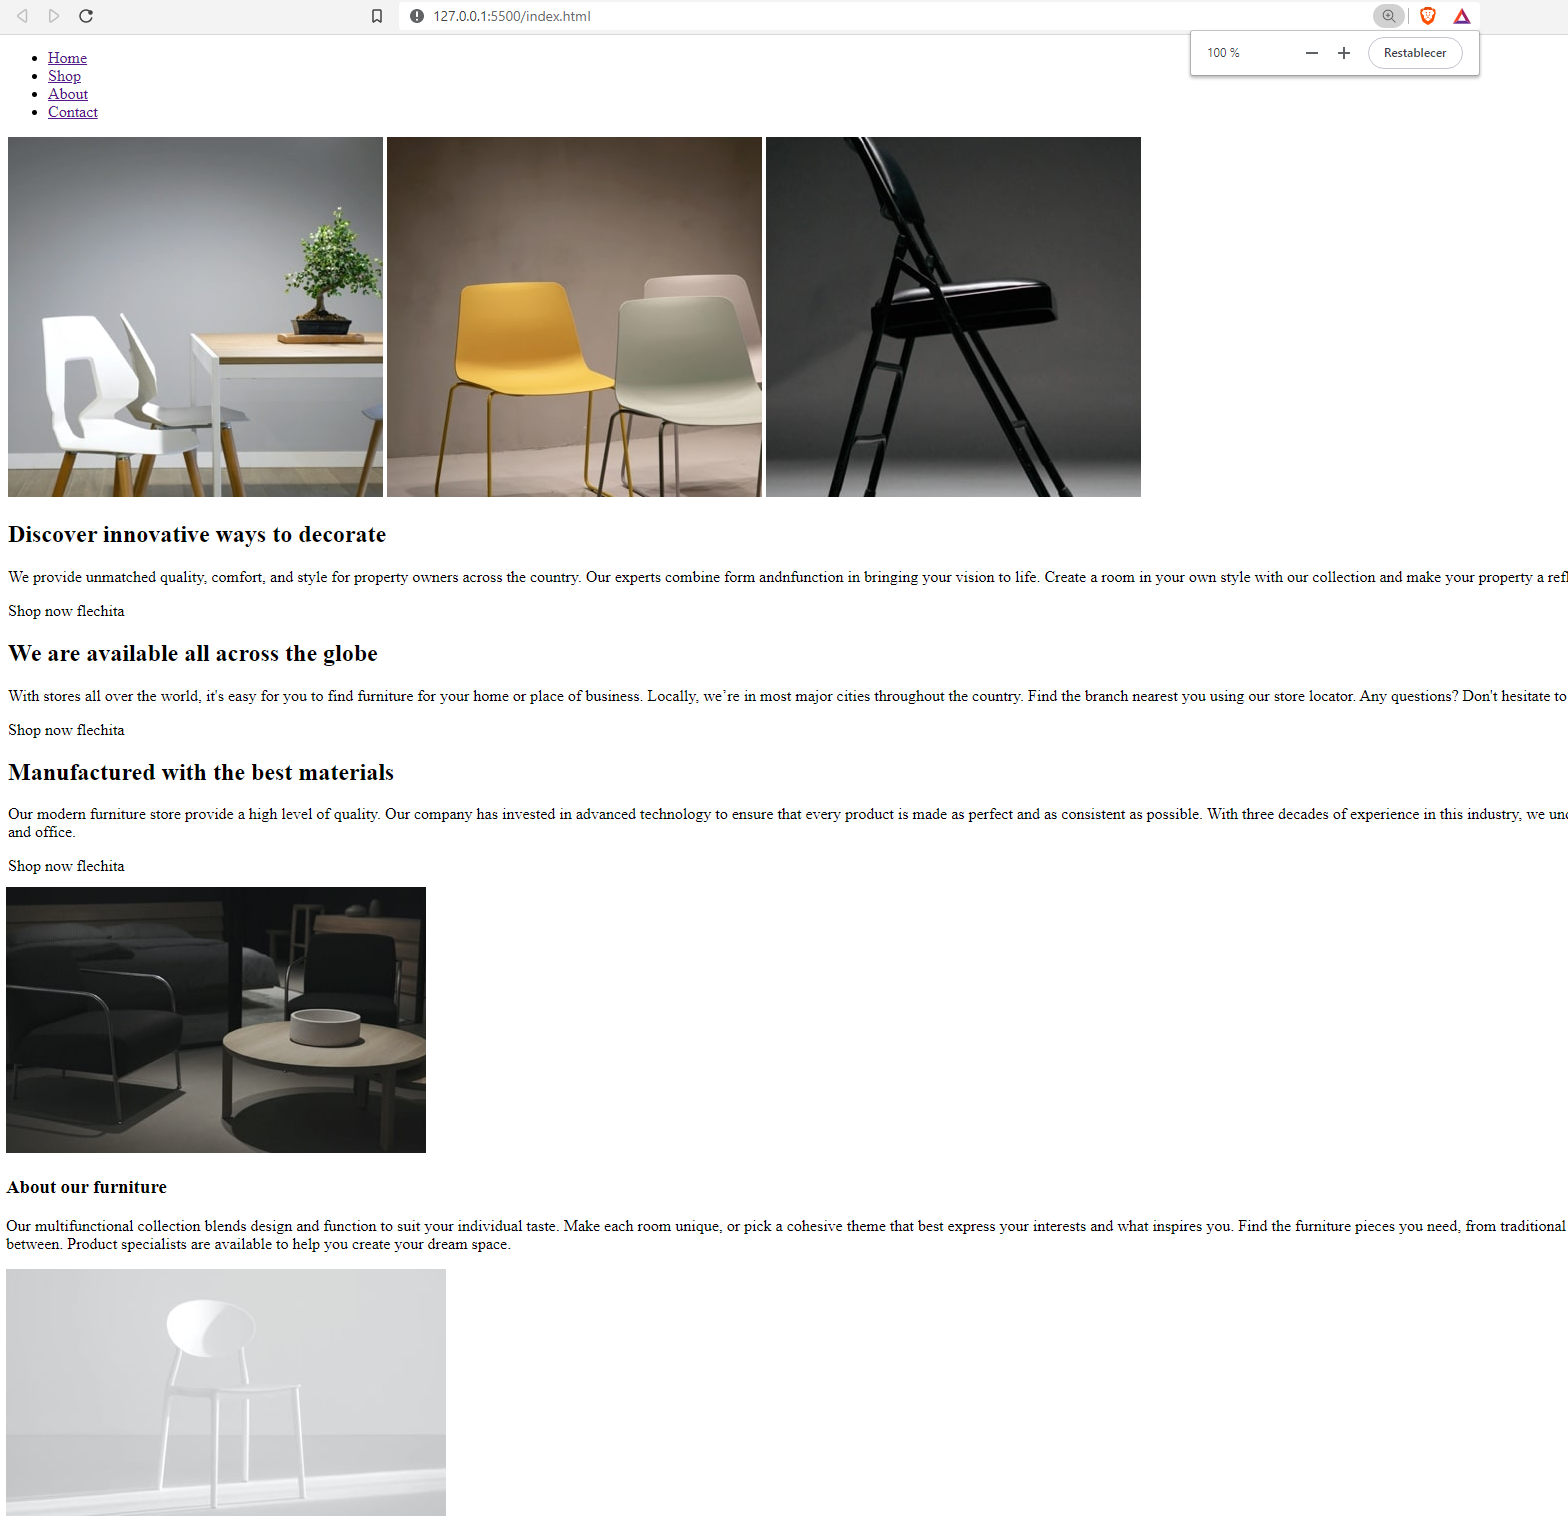 127.0.0.1:5500/index.html
100 %
Restablecer
Home
Shop
About
Contact
Discover innovative ways to decorate
We provide unmatched quality, comfort, and style for property owners across the country. Our experts combine form andnfunction in bringing your vision to life. Create a room in your own style with our collection and make your property a
Shop now flechita
We are available all across the globe
With stores all over the world, it's easy for you to find furniture for your home or place of business. Locally, we’re in most major cities throughout the country. Find the branch nearest you using our store locator. Any questions? Don't hesitate to
Shop now flechita
Manufactured with the best materials
Our modern furniture store provide a high level of quality. Our company has invested in advanced technology to ensure that every product is made as perfect and as consistent as possible. With three decades of experience in this industry, we
and office.
Shop now flechita
About our furniture
Our multifunctional collection blends design and function to suit your individual taste. Make each room unique, or pick a cohesive theme that best express your interests and what inspires you. Find the furniture pieces you need, from traditional
between. Product specialists are available to help you create your dream space.